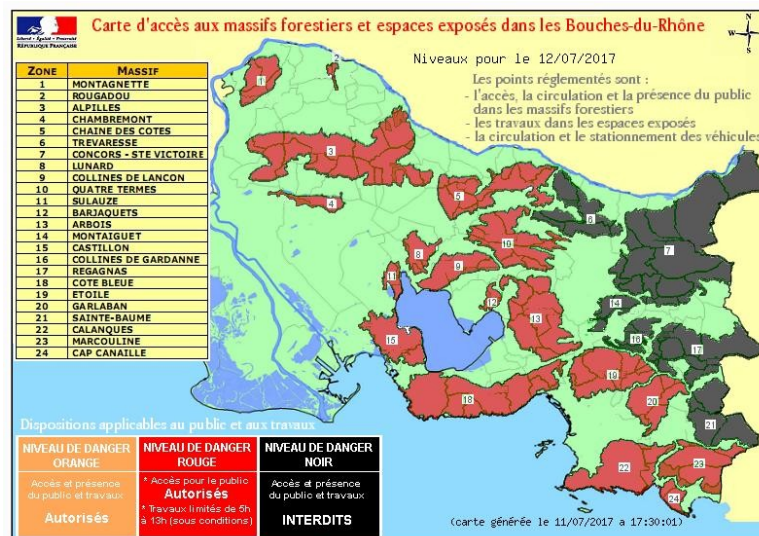 Carte d'accès aux massifs forestiers et espaces exposés dans les Bouches-du-Rhône
Liberté • Égalité • Fraternité
RÉPUBLIQUE FRANÇAISE
N
W
E
S
Niveaux pour le 12/07/2017
Les points réglementés sont :
- l'accès, la circulation et la présence du public
dans les massifs forestiers
- les travaux dans les espaces exposés
- la circulation et le stationnement des véhicules
ZONE MASSIF
1 MONTAGNETTE
2 ROUGADOU
3 ALPILLES
4 CHAMBREMONT
5 CHAINE DES COTES
6 TREVARESSE
7 CONCORS - STE VICTOIRE
8 LUNARD
9 COLLINES DE LANCON
10 QUATRE TERMES
11 SULAUZE
12 BARJAQUETS
13 ARBOIS
14 MONTAIGUET
15 CASTILLON
16 COLLINES DE GARDANNE
17 REGAGNAS
18 COTE BLEUE
19 ETOILE
20 GARLABAN
21 SAINTE-BAUME
22 CALANQUES
23 MARCOULINE
24 CAP CANAILLE
1
2
3
4
5
6
7
8
9
10
11
12
13
14
15
16
17
18
19
20
21
22
23
24
Dispositions applicables au public et aux travaux
NIVEAU DE DANGER
ORANGE
Accès et présence
du public et travaux
Autorisés
NIVEAU DE DANGER
ROUGE
* Accès pour le public
Autorisés
* Travaux limités de 5h
à 13h (sous conditions)
NIVEAU DE DANGER
NOIR
Accès et présence
du public et travaux
INTERDITS
(carte générée le 11/07/2017 a 17:30:01)